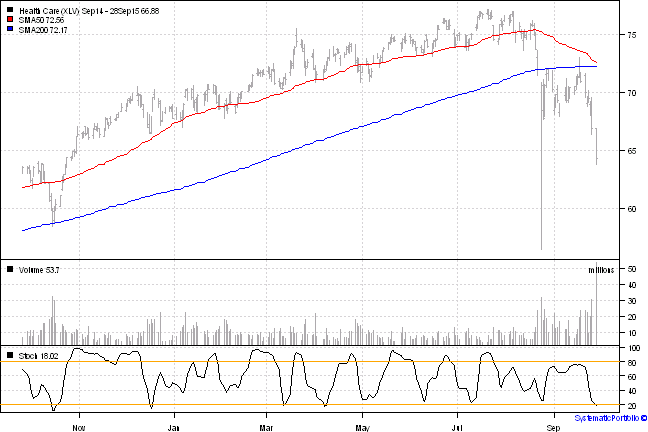 Health Care (XLV) Sep14 - 28Sep15 66.88
SMA50 72.56
SMA200 72.17
75
70
65
60
Volume 53.7
millions
50
40
30
20
10
Stoch 18.02
100
80
60
40
20
Nov Jan Mar May Jul Sep
SystematicPortfolio ©